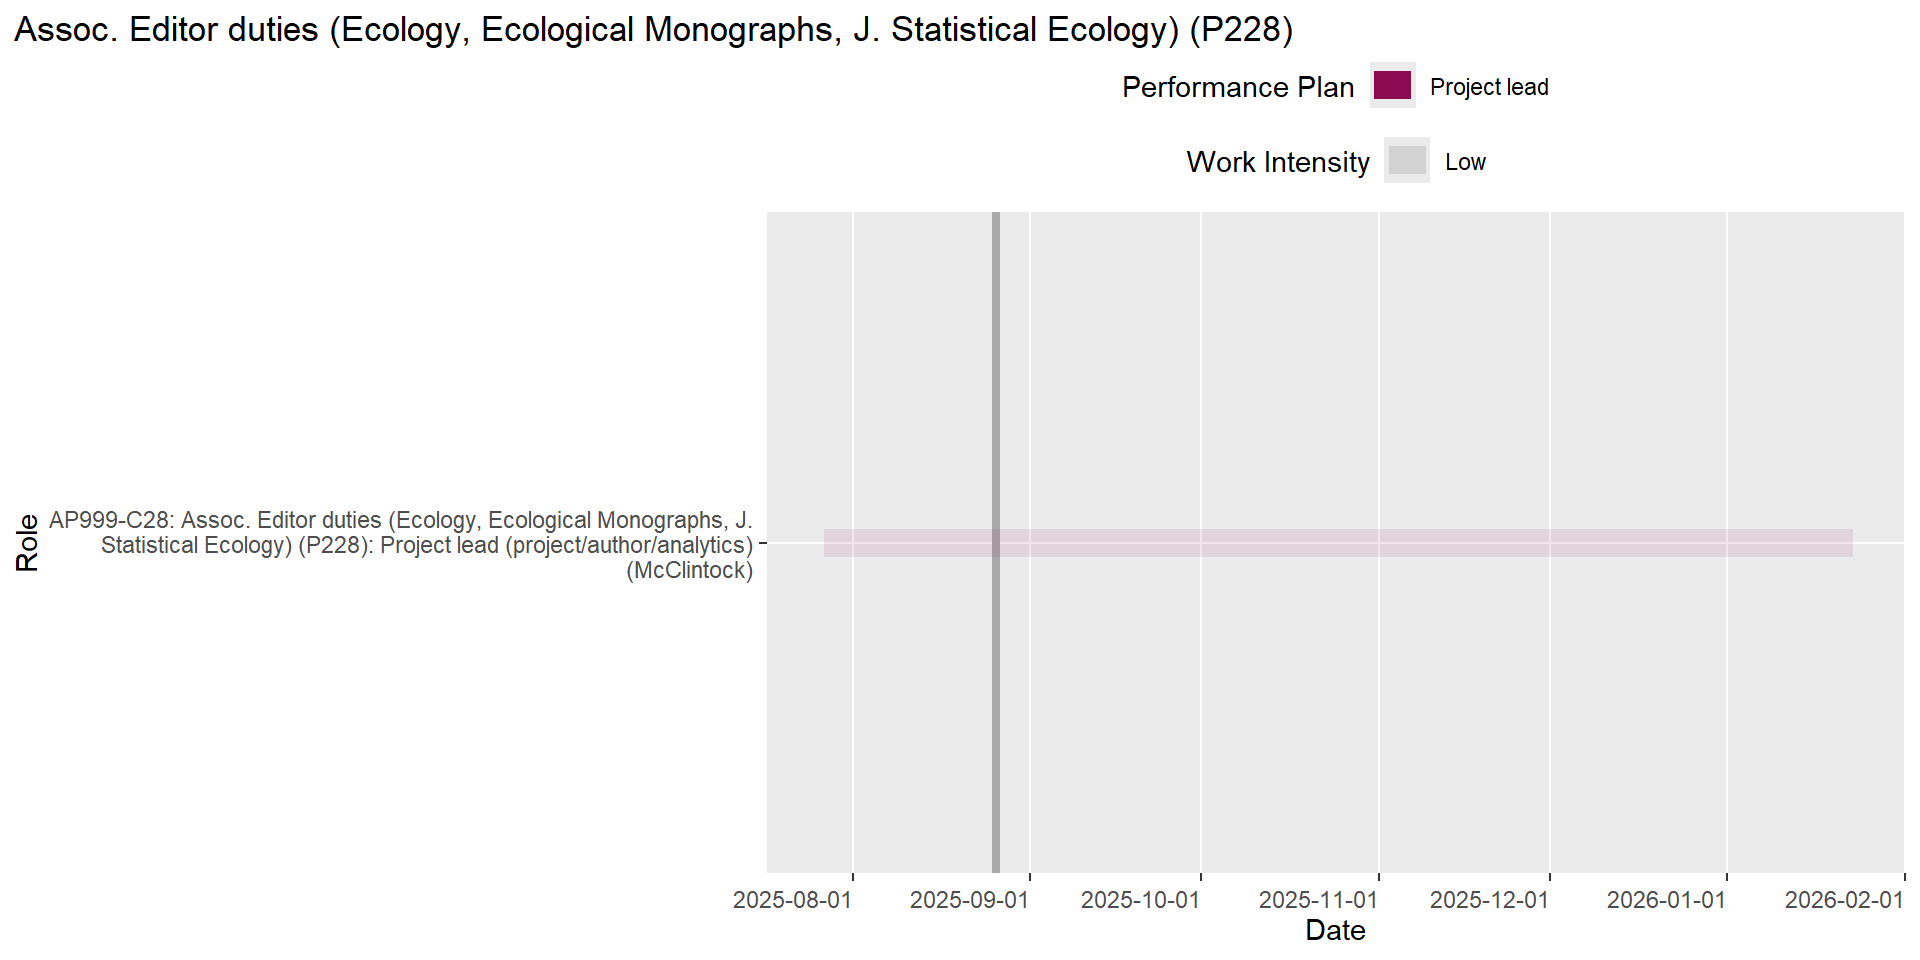 Assoc. Editor duties (Ecology, Ecological Monographs, J. Statistical Ecology) (P228)
Performance Plan
Project lead
Work Intensity
Low
Role
AP999-C28: Assoc. Editor duties (Ecology, Ecological Monographs, J.
Statistical Ecology) (P228): Project lead (project/author/analytics)
(McClintock)
2025-08-01
2025-09-01
2025-10-01
2025-11-01
2025-12-01
2026-01-01
2026-02-01
Date